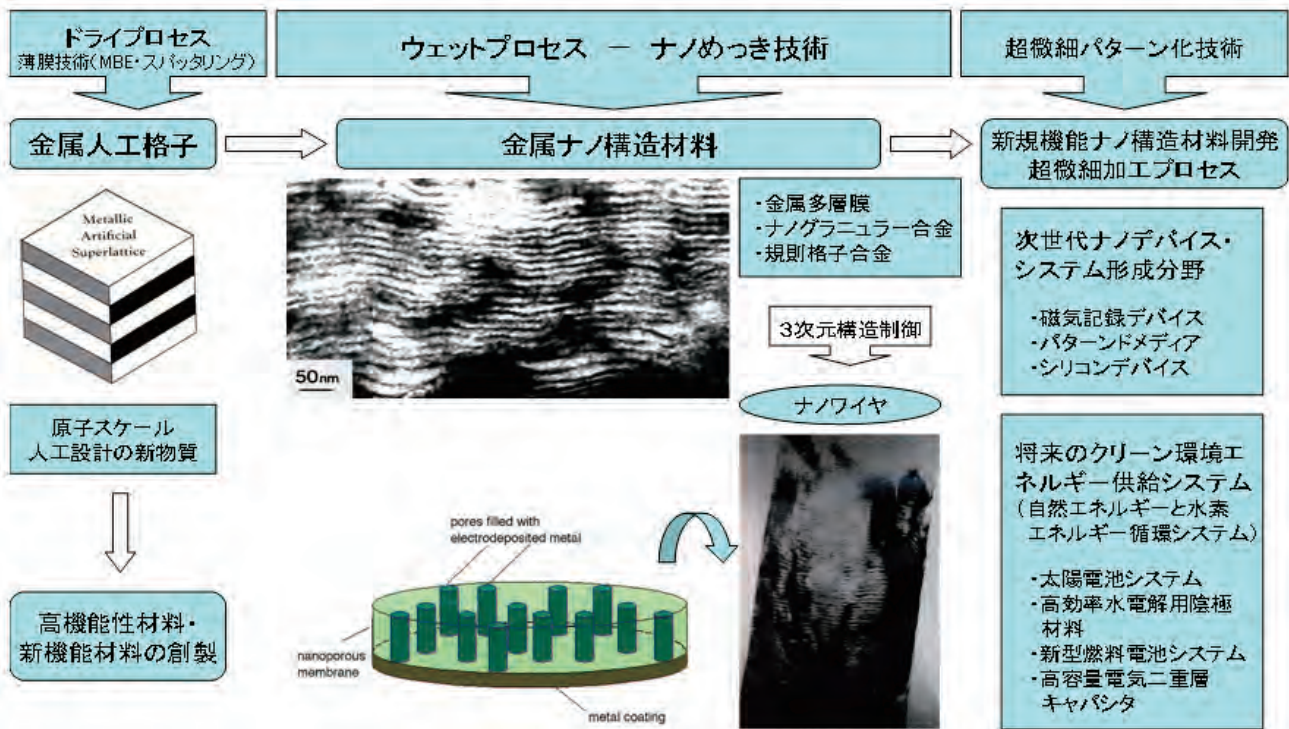 ドライプロセス
薄膜技術(MBE・スパッタリング)
ウェットプロセス － ナノめっき技術
超微細パターン化技術
金属人工格子
金属ナノ構造材料
新規機能ナノ構造材料開発
超微細加工プロセス
Metallic
Artificial
Superlattice
50nm
・金属多層膜
・ナノグラニュラー合金
・規則格子合金
3次元構造制御
ナノワイヤ
次世代ナノデバイス・
システム形成分野
・磁気記録デバイス
・パターンドメディア
・シリコンデバイス
原子スケール
人工設計の新物質
高機能性材料・
新機能材料の創製
pores filled with
electrodeposited metal
nanoporous
membrane
metal coating
将来のクリーン環境エ
ネルギー供給システム
（自然エネルギーと水素
エネルギー循環システム）
・太陽電池システム
・高効率水電解用陰極
材料
・新型燃料電池システム
・高容量電気二重層
キャパシタ